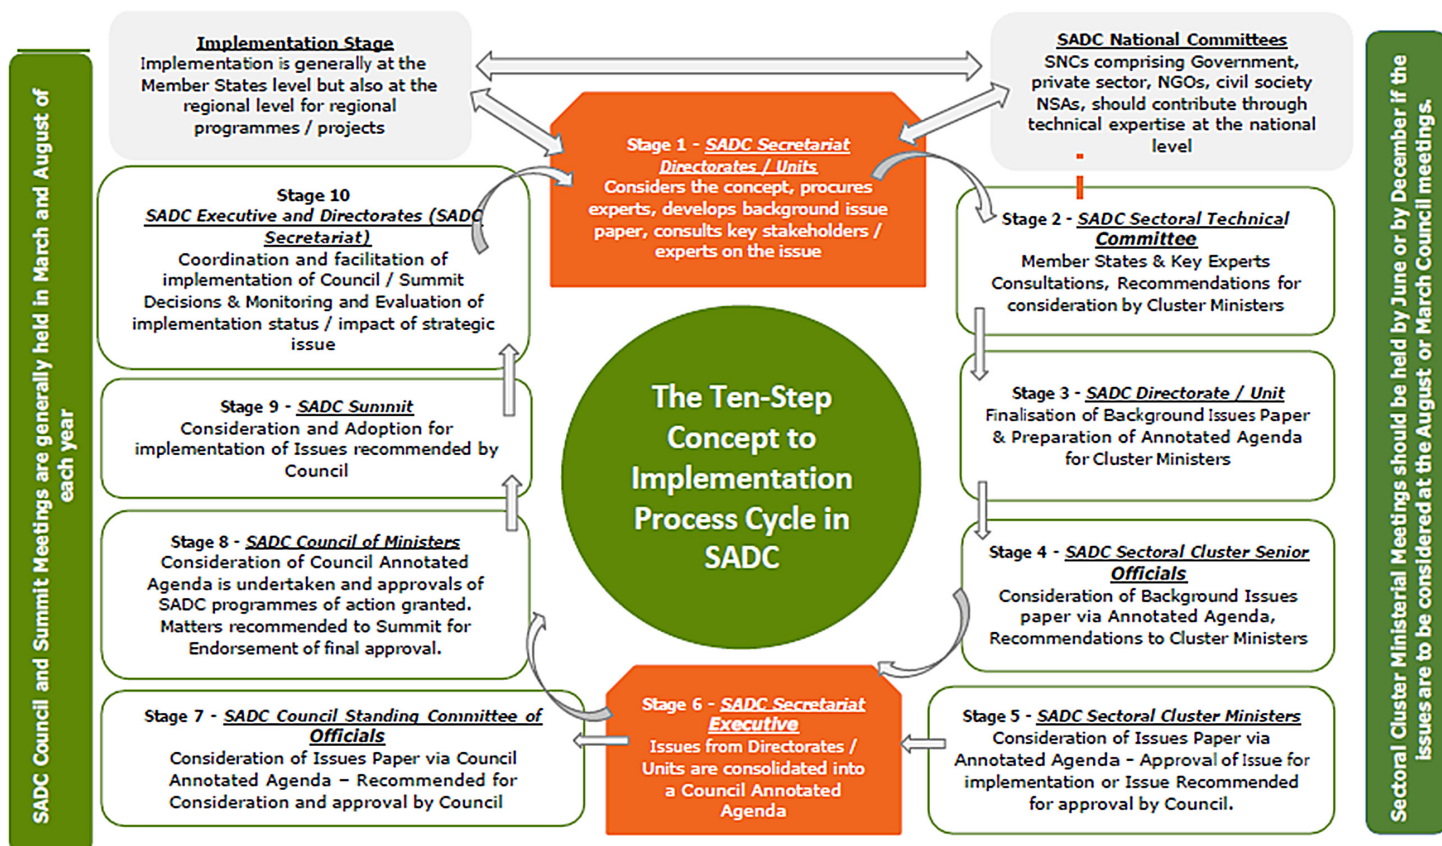 SADC Council and Summit Meetings are generally held in March and August of
each year
Implementation Stage
Implementation is generally at the
Member States level but also at the
regional level for regional
programmes / projects
SADC National Committees
SNCs comprising Government,
private sector, NGOs, civil society
NSAs, should contribute through
technical expertise at the national
level
Stage 1 - SADC Secretariat
Directorates / Units
Considers the concept, procures
experts, develops background issue
paper, consults key stakeholders /
experts on the issue
Stage 2 - SADC Sectoral Technical
Committee
Member States & Key Experts
Consultations, Recommendations for
consideration by Cluster Ministers
Stage 3 - SADC Directorate / Unit
Finalisation of Background Issues Paper
& Preparation of Annotated Agenda
for Cluster Ministers
Stage 4 - SADC Sectoral Cluster Senior
Officials
Consideration of Background Issues
paper via Annotated Agenda,
Recommendations to Cluster Ministers
Stage 5 - SADC Sectoral Cluster Ministers
Consideration of Issues Paper via
Annotated Agenda - Approval of Issue for
implementation or Issue Recommended
for approval by Council.
Stage 6 - SADC Secretariat
Executive
Issues from Directorates /
Units are consolidated into
a Council Annotated
Agenda
Stage 7 - SADC Council Standing Committee of
Officials
Consideration of Issues Paper via Council
Annotated Agenda – Recommended for
Consideration and approval by Council
Stage 8 - SADC Council of Ministers
Consideration of Council Annotated
Agenda is undertaken and approvals of
SADC programmes of action granted.
Matters recommended to Summit for
Endorsement of final approval.
Stage 9 - SADC Summit
Consideration and Adoption for
implementation of Issues recommended by
Council
Stage 10
SADC Executive and Directorates (SADC
Secretariat)
Coordination and facilitation of
implementation of Council / Summit
Decisions & Monitoring and Evaluation of
implementation status / impact of strategic
issue
The Ten-Step
Concept to
Implementation
Process Cycle in
SADC
Sectoral Cluster Ministerial Meetings should be held by June or by December if the
issues are to be considered at the August or March Council meetings.